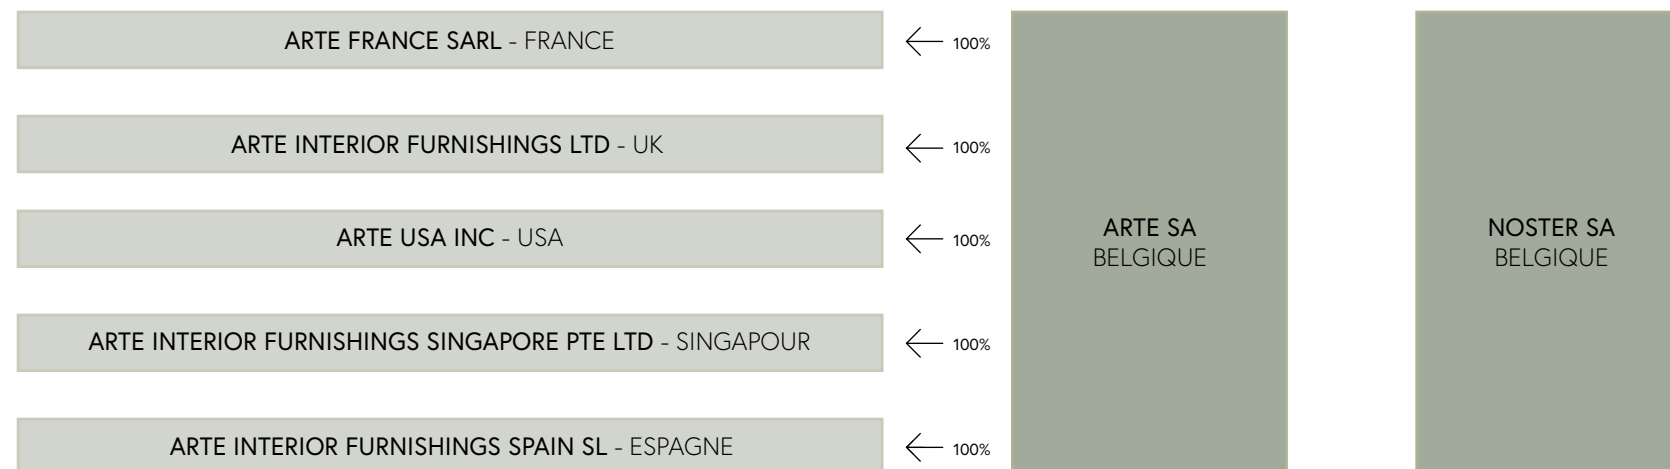 ARTE FRANCE SARL - FRANCE
100%
ARTE INTERIOR FURNISHINGS LTD - UK
100%
ARTE USA INC - USA
100%
ARTE INTERIOR FURNISHINGS SINGAPORE PTE LTD - SINGAPOUR
100%
ARTE INTERIOR FURNISHINGS SPAIN SL - ESPAGNE
100%
ARTE SA
BELGIQUE
NOSTER SA
BELGIQUE